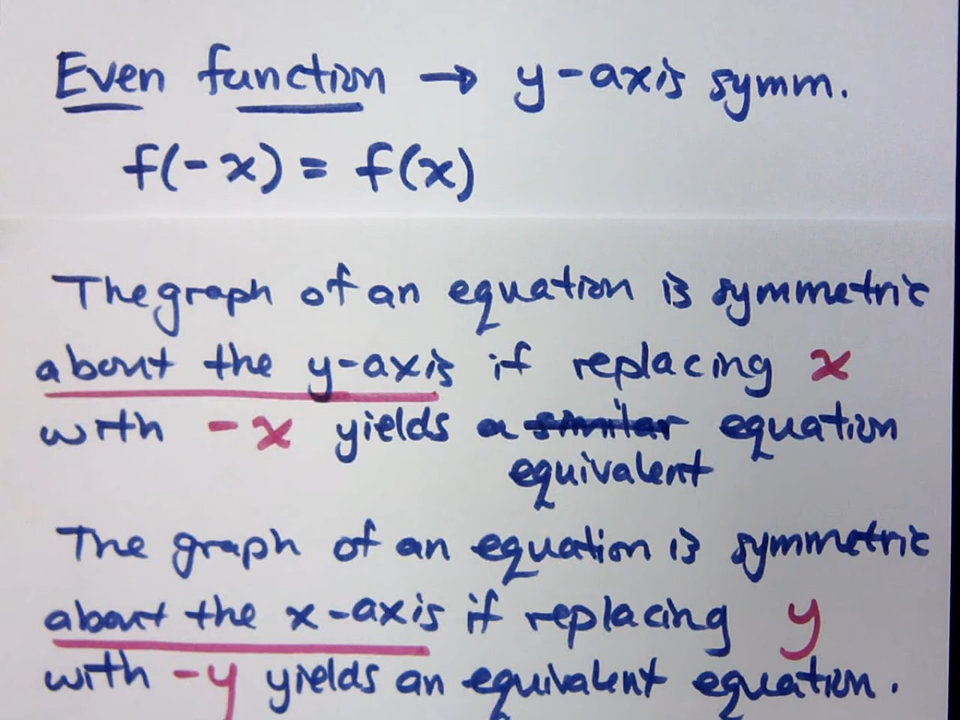 Even function → y-axis symm.
f(-x) = f(x)
The graph of an equation is symmetric
about the y-axis if replacing x
with -x yields a similar equation
equivalent
The graph of an equation is symmetric
about the x-axis if replacing y
with -y yields an equivalent equation.